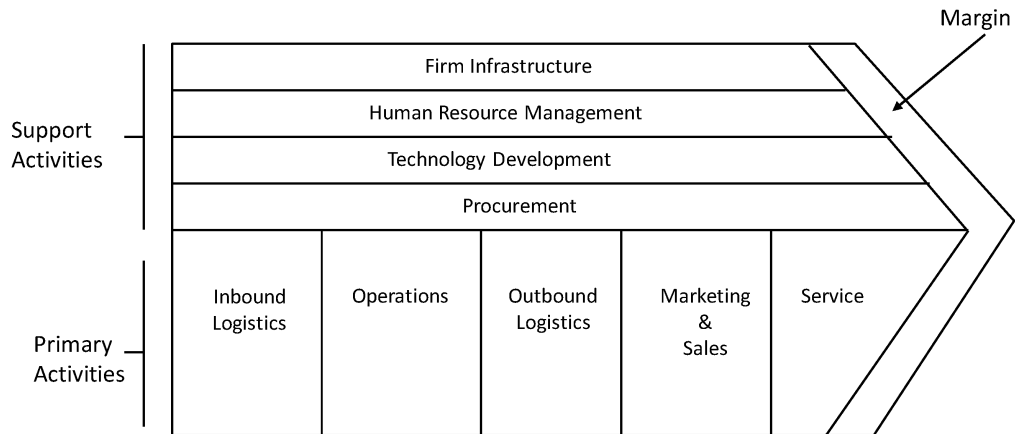 Margin
Firm Infrastructure
Human Resource Management
Support
Activities
Technology Development
Procurement
Inbound
Logistics
Operations
Outbound
Logistics
Marketing
&
Sales
Service
Primary
Activities